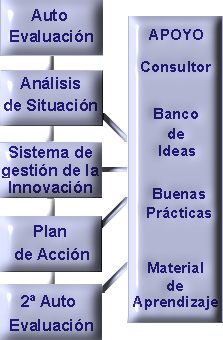 Auto
Evaluación
Análisis
de Situación
Sistema de
gestión de la
Innovación
Plan
de Acción
2ª Auto
Evaluación
APOYO
Consultor
Banco
de
Ideas
Buenas
Prácticas
Material
de
Aprendizaje